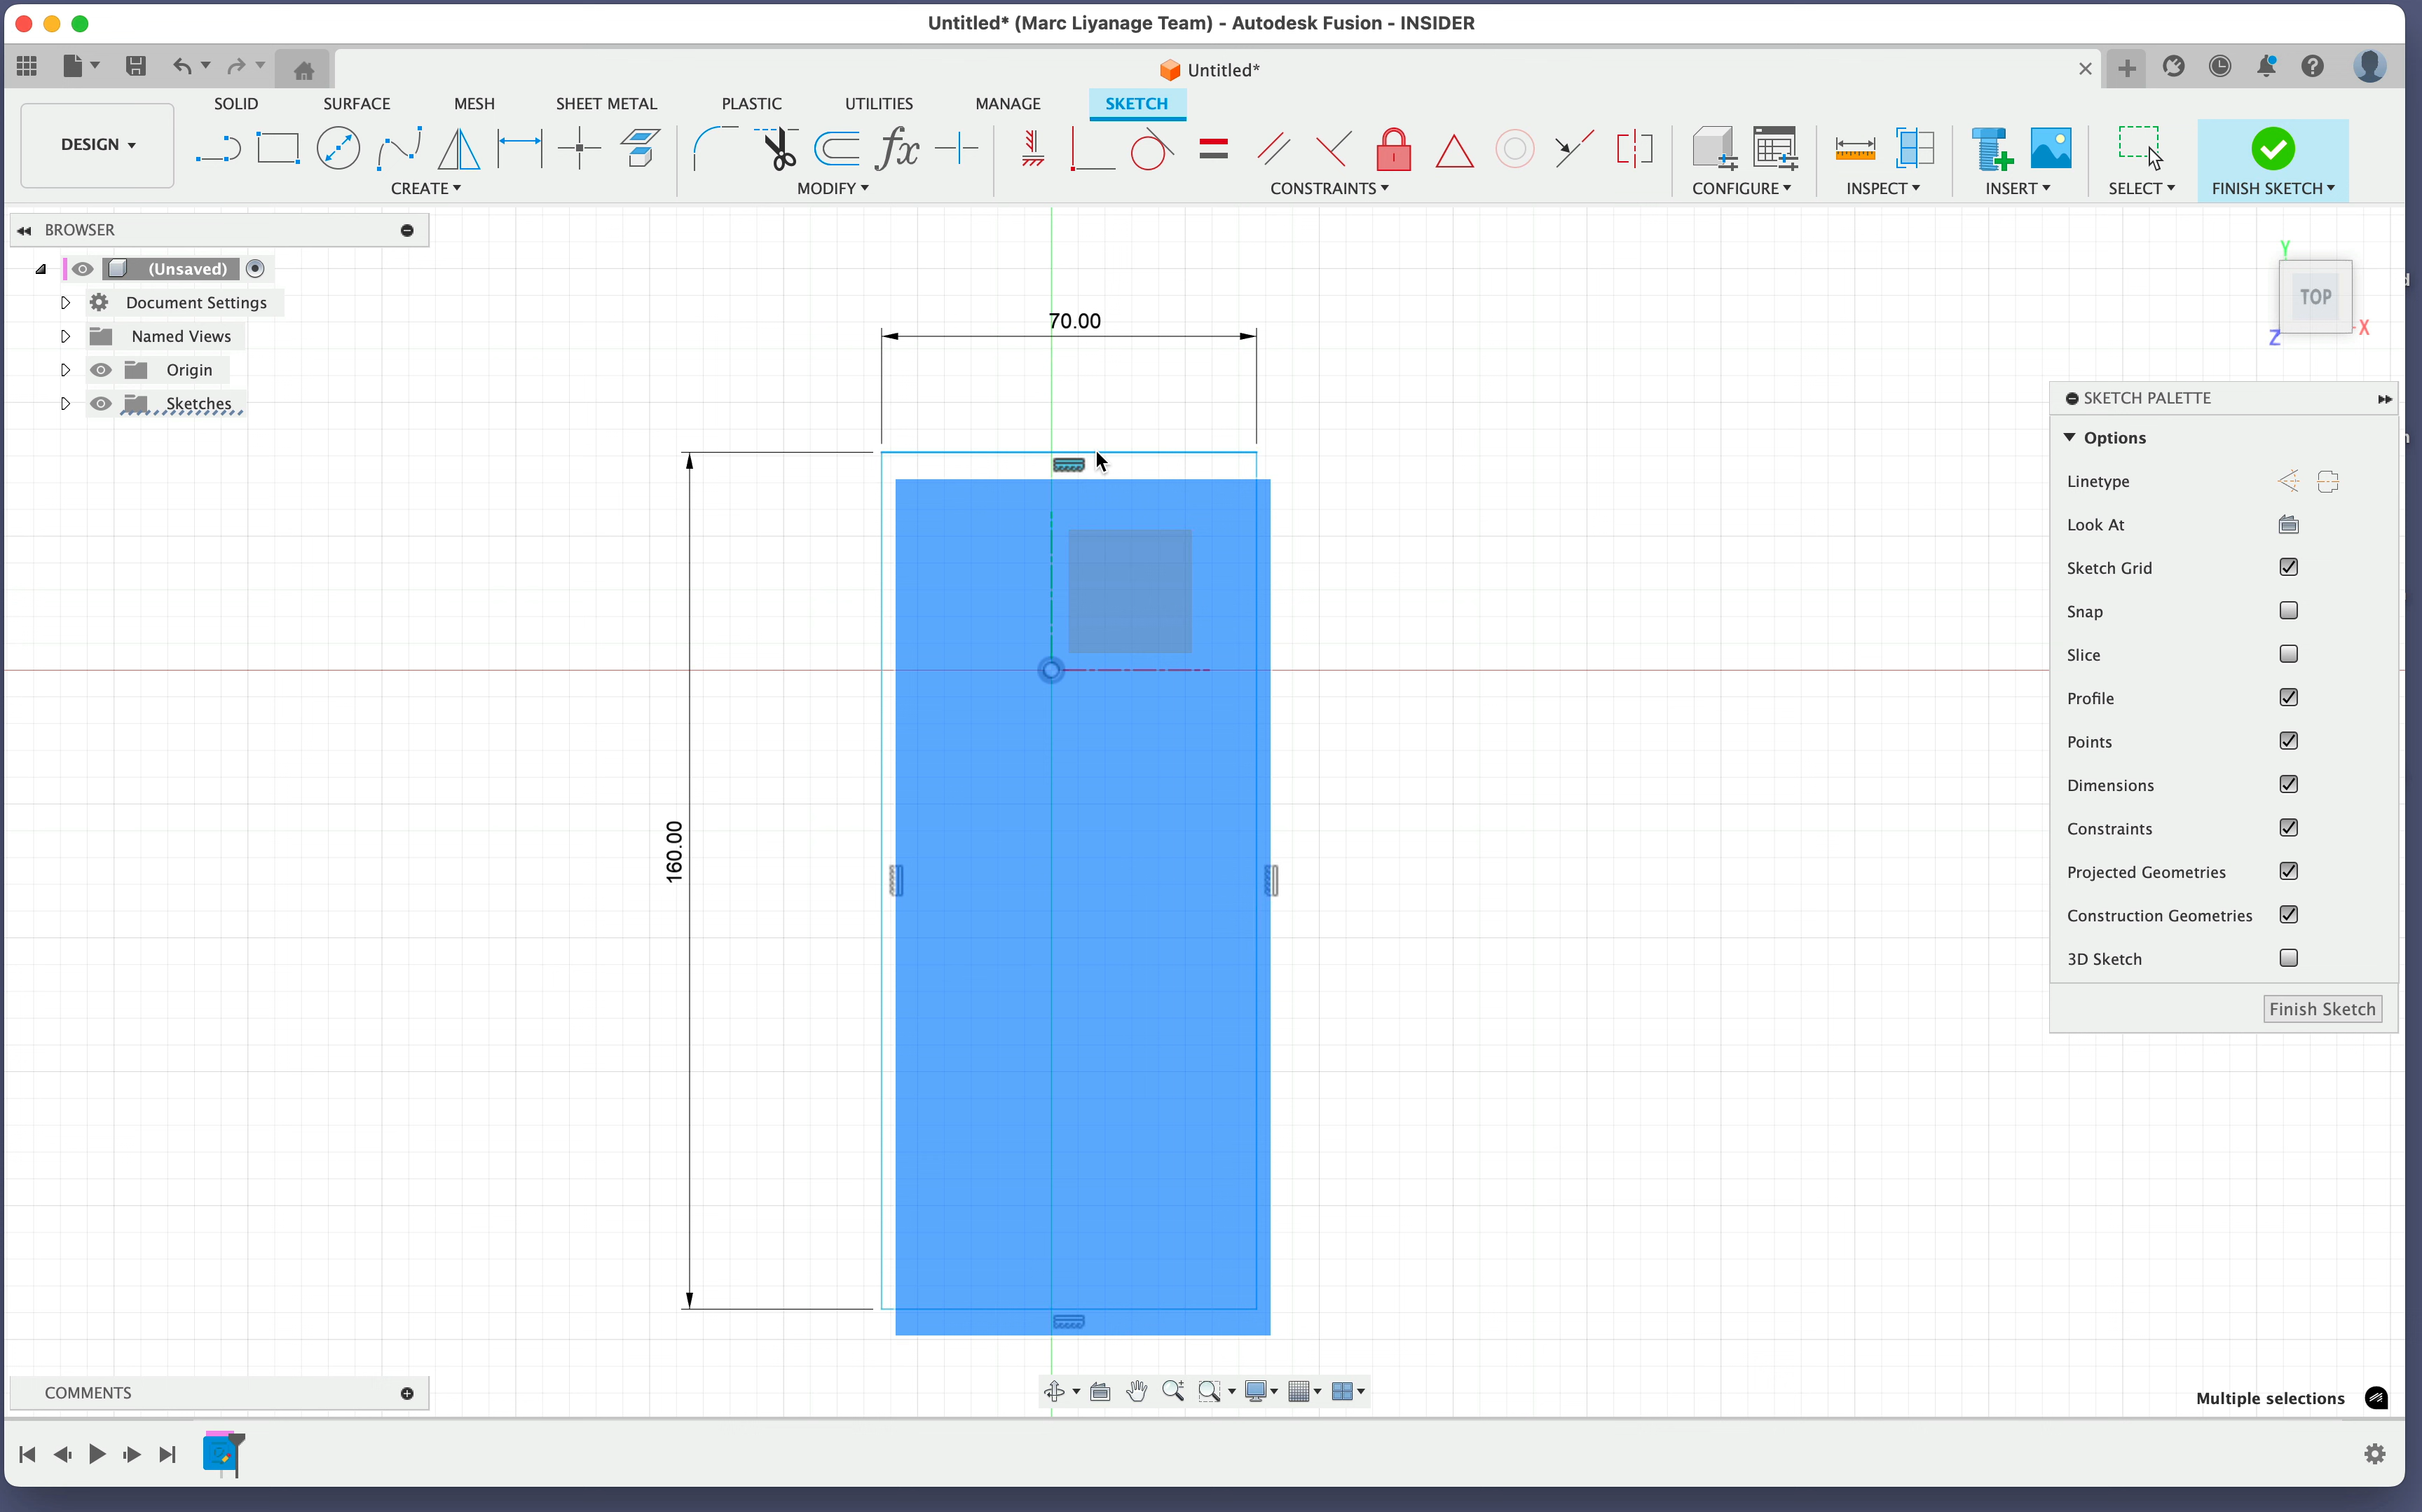 Untitled* (Marc Liyanage Team) - Autodesk Fusion - INSIDER
Untitled*
SOLID SURFACE MESH SHEET METAL PLASTIC UTILITIES MANAGE SKETCH
DESIGN
fx
CREATE MODIFY CONSTRAINTS CONFIGURE INSPECT INSERT SELECT FINISH SKETCH
BROWSER
(Unsaved)
Document Settings
Named Views
Origin
Sketches
70.00
160.00
Y
TOP
X
Z
SKETCH PALETTE
Options
Linetype
Look At
Sketch Grid
Snap
Slice
Profile
Points
Dimensions
Constraints
Projected Geometries
Construction Geometries
3D Sketch
Finish Sketch
COMMENTS
Multiple selections